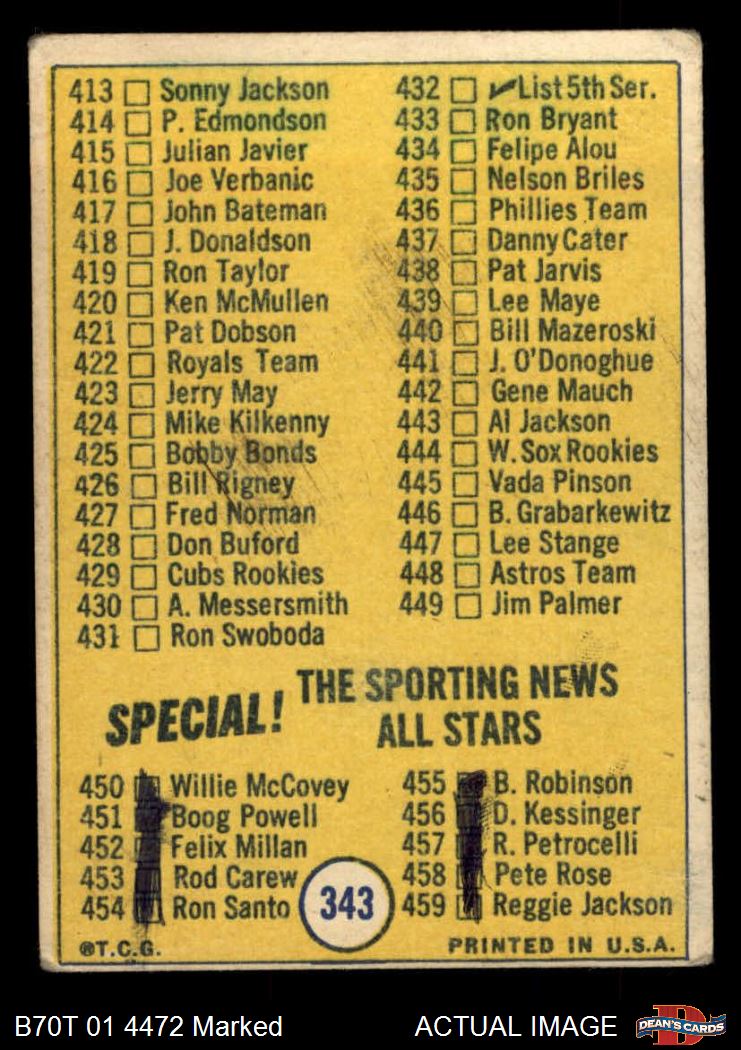 413 Sonny Jackson
414 P. Edmondson
415 Julian Javier
416 Joe Verbanic
417 John Bateman
418 J. Donaldson
419 Ron Taylor
420 Ken McMullen
421 Pat Dobson
422 Royals Team
423 Jerry May
424 Mike Kilkenny
425 Bobby Bonds
426 Bill Rigney
427 Fred Norman
428 Don Buford
429 Cubs Rookies
430 A. Messersmith
431 Ron Swoboda
432 ✓List 5th Ser.
433 Ron Bryant
434 Felipe Alou
435 Nelson Briles
436 Phillies Team
437 Danny Cater
438 Pat Jarvis
439 Lee Maye
440 Bill Mazeroski
441 J. O'Donoghue
442 Gene Mauch
443 Al Jackson
444 W. Sox Rookies
445 Vada Pinson
446 B. Grabarkewitz
447 Lee Stange
448 Astros Team
449 Jim Palmer
SPECIAL! THE SPORTING NEWS
ALL STARS
450 Willie McCovey
451 Boog Powell
452 Felix Millan
453 Rod Carew
454 Ron Santo
455 B. Robinson
456 D. Kessinger
457 R. Petrocelli
458 Pete Rose
459 Reggie Jackson
343
®T.C.G.
PRINTED IN U.S.A.
B70T 01 4472 Marked
ACTUAL IMAGE
D
DEAN'S CARDS